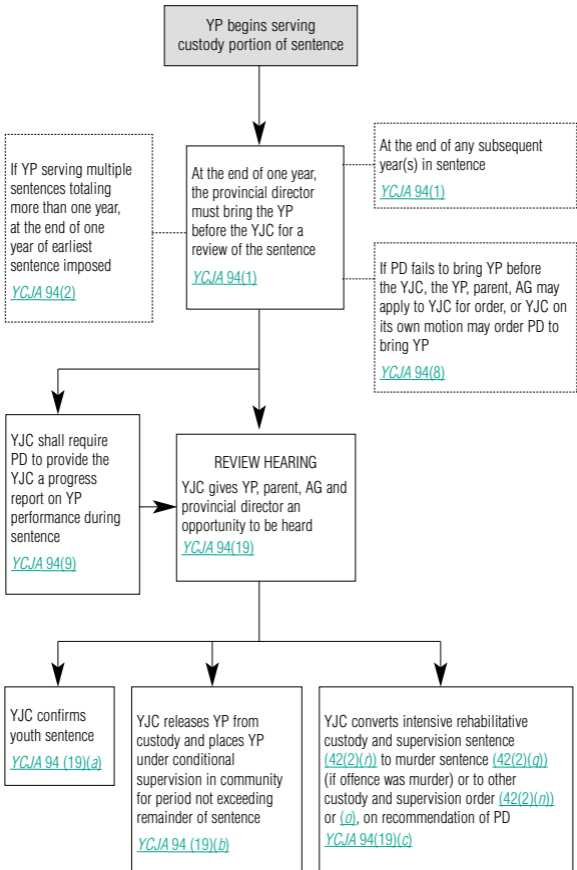 YP begins serving
custody portion of sentence
If YP serving multiple
sentences totaling
more than one year,
at the end of one
year of earliest
sentence imposed
YCJA 94(2)
At the end of one year,
the provincial director
must bring the YP
before the YJC for a
review of the sentence
YCJA 94(1)
At the end of any subsequent
year(s) in sentence
YCJA 94(1)
If PD fails to bring YP before
the YJC, the YP, parent, AG may
apply to YJC for order, or YJC on
its own motion may order PD to
bring YP
YCJA 94(8)
YJC shall require
PD to provide the
YJC a progress
report on YP
performance during
sentence
YCJA 94(9)
REVIEW HEARING
YJC gives YP, parent, AG and
provincial director an
opportunity to be heard
YCJA 94(19)
YJC confirms
youth sentence
YCJA 94 (19)(a)
YJC releases YP from
custody and places YP
under conditional
supervision in community
for period not exceeding
remainder of sentence
YCJA 94 (19)(b)
YJC converts intensive rehabilitative
custody and supervision sentence
(42(2)(r)) to murder sentence (42(2)(q))
(if offence was murder) or to other
custody and supervision order (42(2)(n))
or (o), on recommendation of PD
YCJA 94(19)(c)